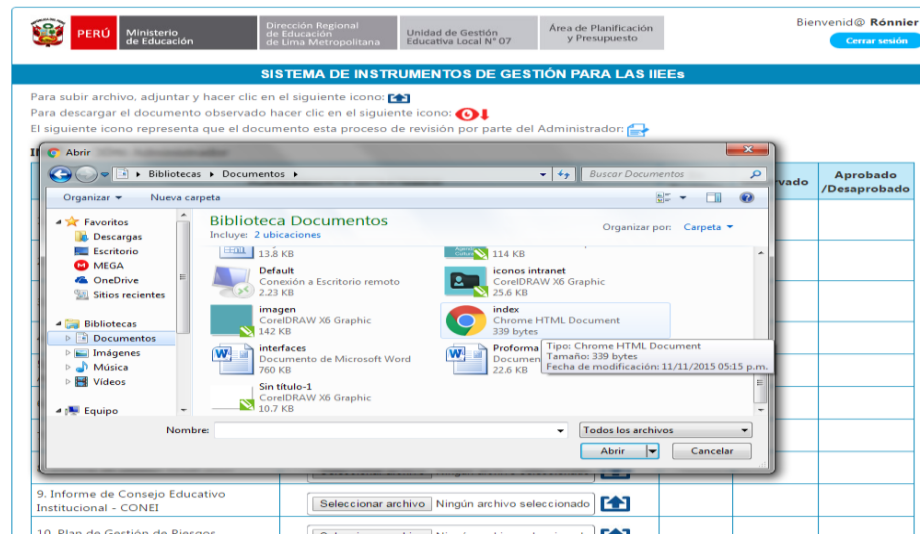 PERÚ
Ministerio
de Educación
Dirección Regional
de Educación
de Lima Metropolitana
Unidad de Gestión
Educativa Local N° 07
Área de Planificación
y Presupuesto
Bienvenid@ Rónnier
Cerrar sesión
SISTEMA DE INSTRUMENTOS DE GESTIÓN PARA LAS IIEEs
Para subir archivo, adjuntar y hacer clic en el siguiente icono:
Para descargar el documento observado hacer clic en el siguiente icono:
El siguiente icono representa que el documento esta proceso de revisión por parte del Administrador:
Abrir
Bibliotecas ▸ Documentos ▸
Buscar Documentos
Organizar
Nueva carpeta
Favoritos
Descargas
Escritorio
MEGA
OneDrive
Sitios recientes
Bibliotecas
Documentos
Imágenes
Música
Vídeos
Equipo
Biblioteca Documentos
Incluye: 2 ubicaciones
Organizar por: Carpeta
13.8 KB
114 KB
Default
Conexión a Escritorio remoto
2.23 KB
iconos intranet
CorelDRAW X6 Graphic
25.6 KB
imagen
CorelDRAW X6 Graphic
142 KB
index
Chrome HTML Document
339 bytes
interfaces
Documento de Microsoft Word
760 KB
Proforma
Documen
22.6 KB
Tipo: Chrome HTML Document
Tamaño: 339 bytes
Fecha de modificación: 11/11/2015 05:15 p.m.
Sin título-1
CorelDRAW X6 Graphic
10.7 KB
Nombre:
Todos los archivos
Abrir
Cancelar
vado
Aprobado
/Desaprobado
9. Informe de Consejo Educativo
Institucional - CONEI
Seleccionar archivo Ningún archivo seleccionado
10. Plan de Gestión de Riesgos